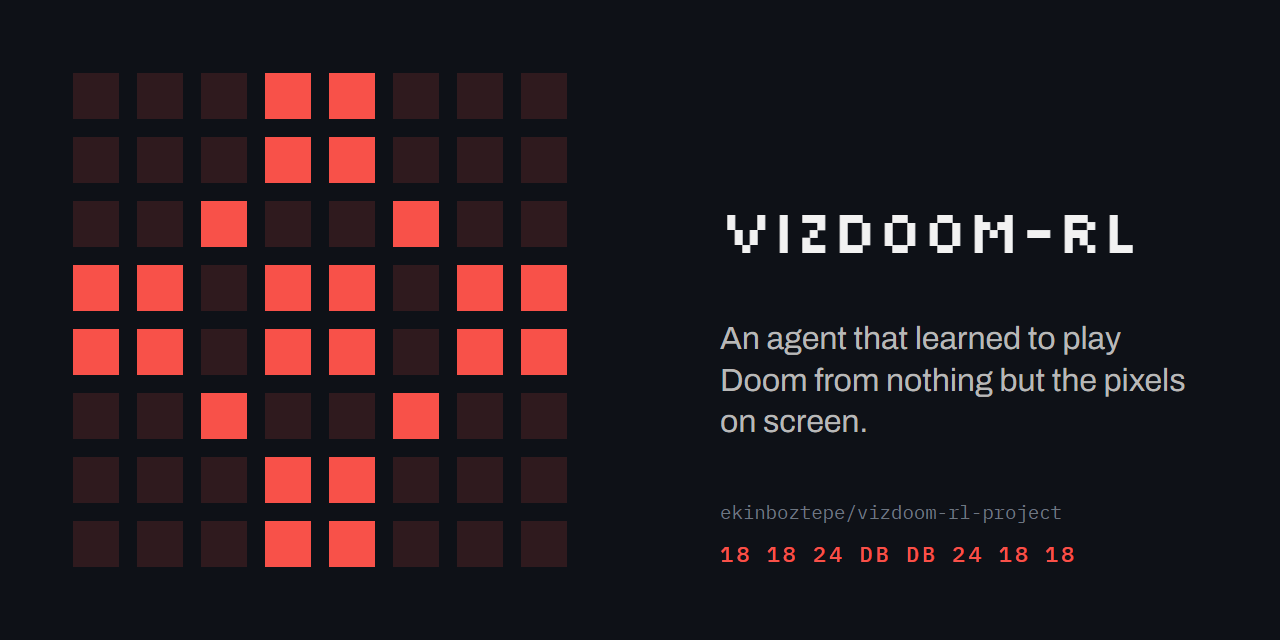 VIZDOOM-RL
An agent that learned to play
Doom from nothing but the pixels
on screen.
ekinboztepe/vizdoom-rl-project
18 18 24 DB DB 24 18 18